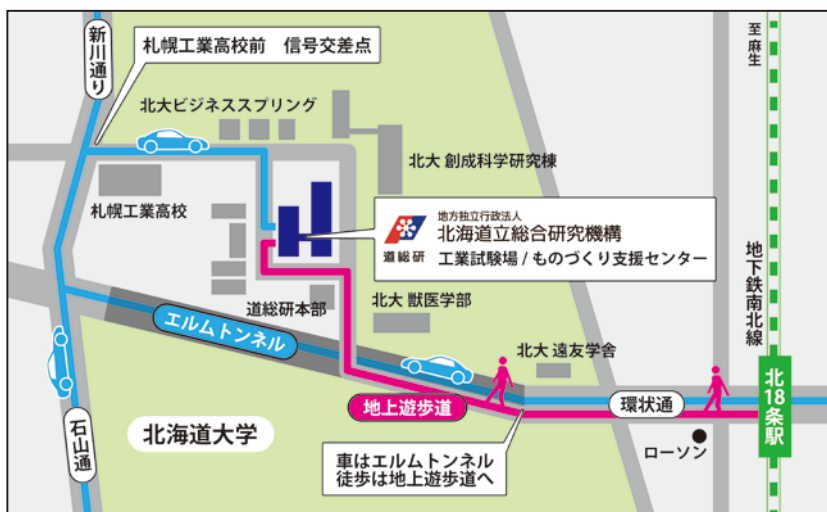 新川通り
札幌工業高校前　信号交差点
至 麻生
北大ビジネススプリング
北大 創成科学研究棟
札幌工業高校
道総研
地方独立行政法人
北海道立総合研究機構
工業試験場 / ものづくり支援センター
地下鉄南北線
道総研本部
北大 獣医学部
エルムトンネル
北大 遠友学舎
北18条駅
地上遊歩道
環状通
石山通
北海道大学
ローソン
車はエルムトンネル
徒歩は地上遊歩道へ